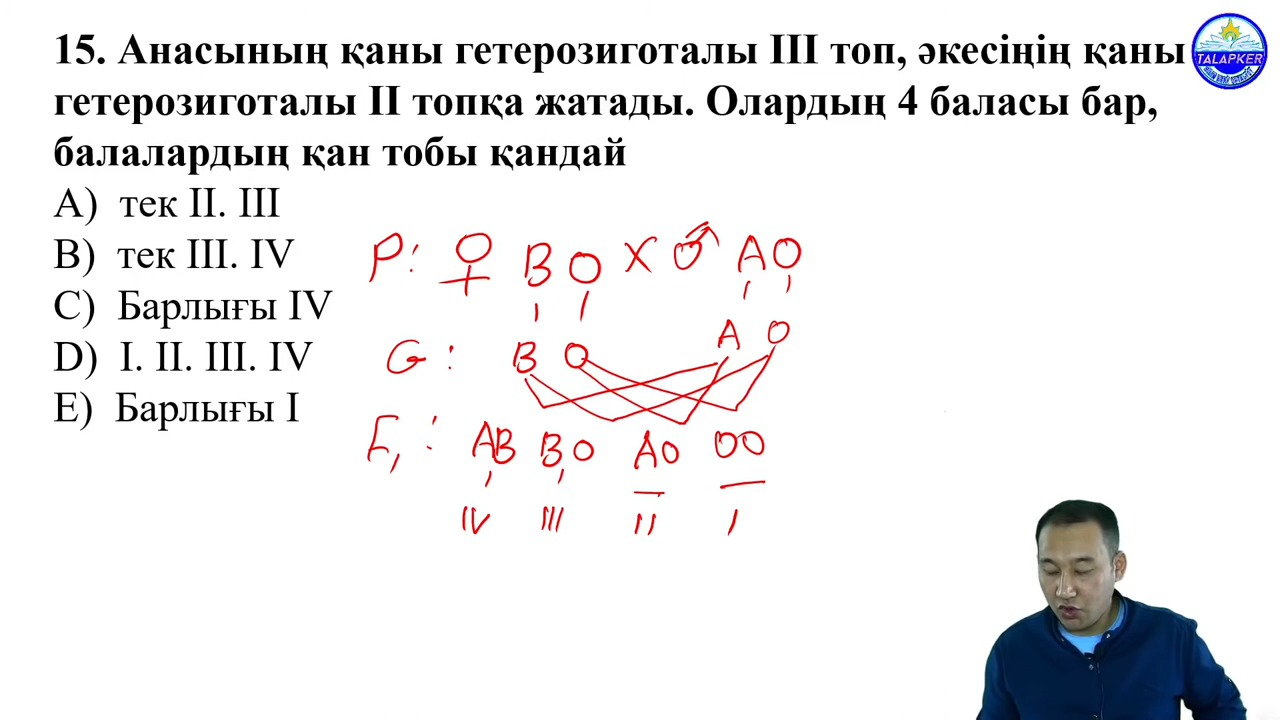 15. Анасының қаны гетерозиготалы III топ, әкесіңің қаны
гетерозиготалы II топқа жатады. Олардың 4 баласы бар,
балалардың қан тобы қандай
TALAPKER
A) тек II. III
B) тек III. IV
C) Барлығы IV
D) I. II. III. IV
E) Барлығы I
P: ♀ BO X ♂ AO
G: B O A O
F₁: AB BO AO OO
IV III II I